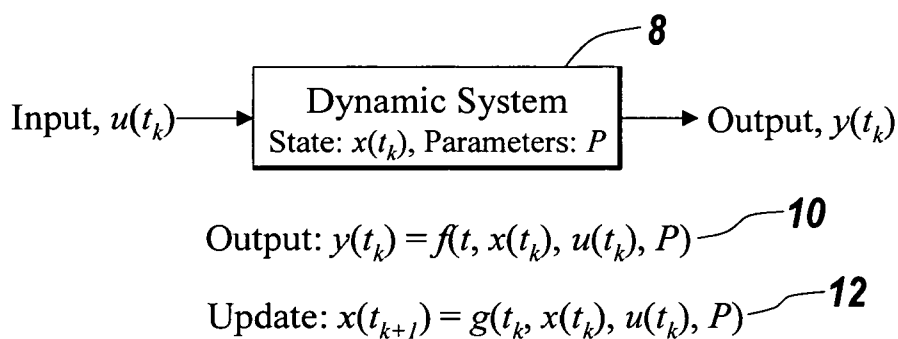 8
Dynamic System
Input, u(t_k)
State: x(t_k), Parameters: P
Output, y(t_k)
10
Output: y(t_k) = f(t, x(t_k), u(t_k), P)
12
Update: x(t_{k+1}) = g(t_k, x(t_k), u(t_k), P)